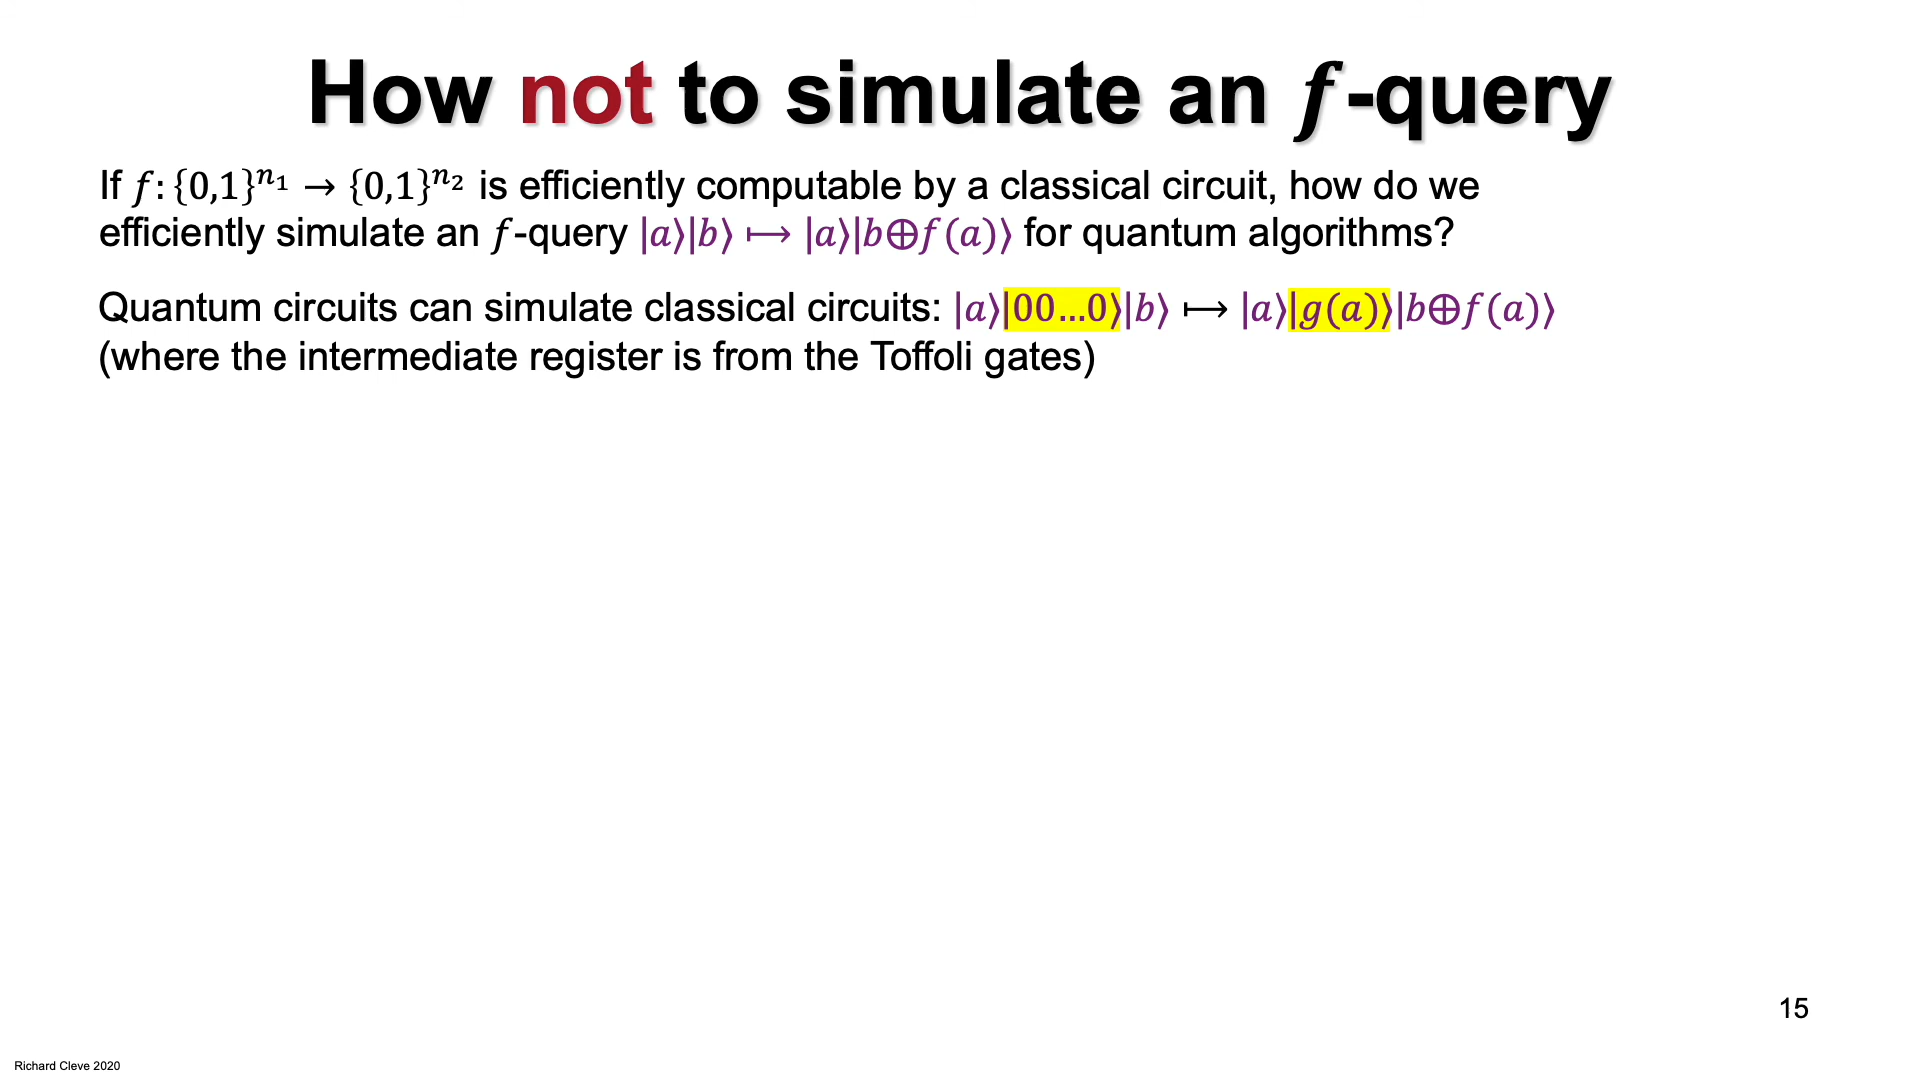 How not to simulate an 𝑓-query
If 𝑓: {0,1}ⁿ¹ → {0,1}ⁿ² is efficiently computable by a classical circuit, how do we
efficiently simulate an 𝑓-query |𝑎⟩|𝑏⟩ ⟼ |𝑎⟩|𝑏⊕𝑓(𝑎)⟩ for quantum algorithms?
Quantum circuits can simulate classical circuits: |𝑎⟩|00…0⟩|𝑏⟩ ⟼ |𝑎⟩|𝑔(𝑎)⟩|𝑏⊕𝑓(𝑎)⟩
(where the intermediate register is from the Toffoli gates)
15
Richard Cleve 2020